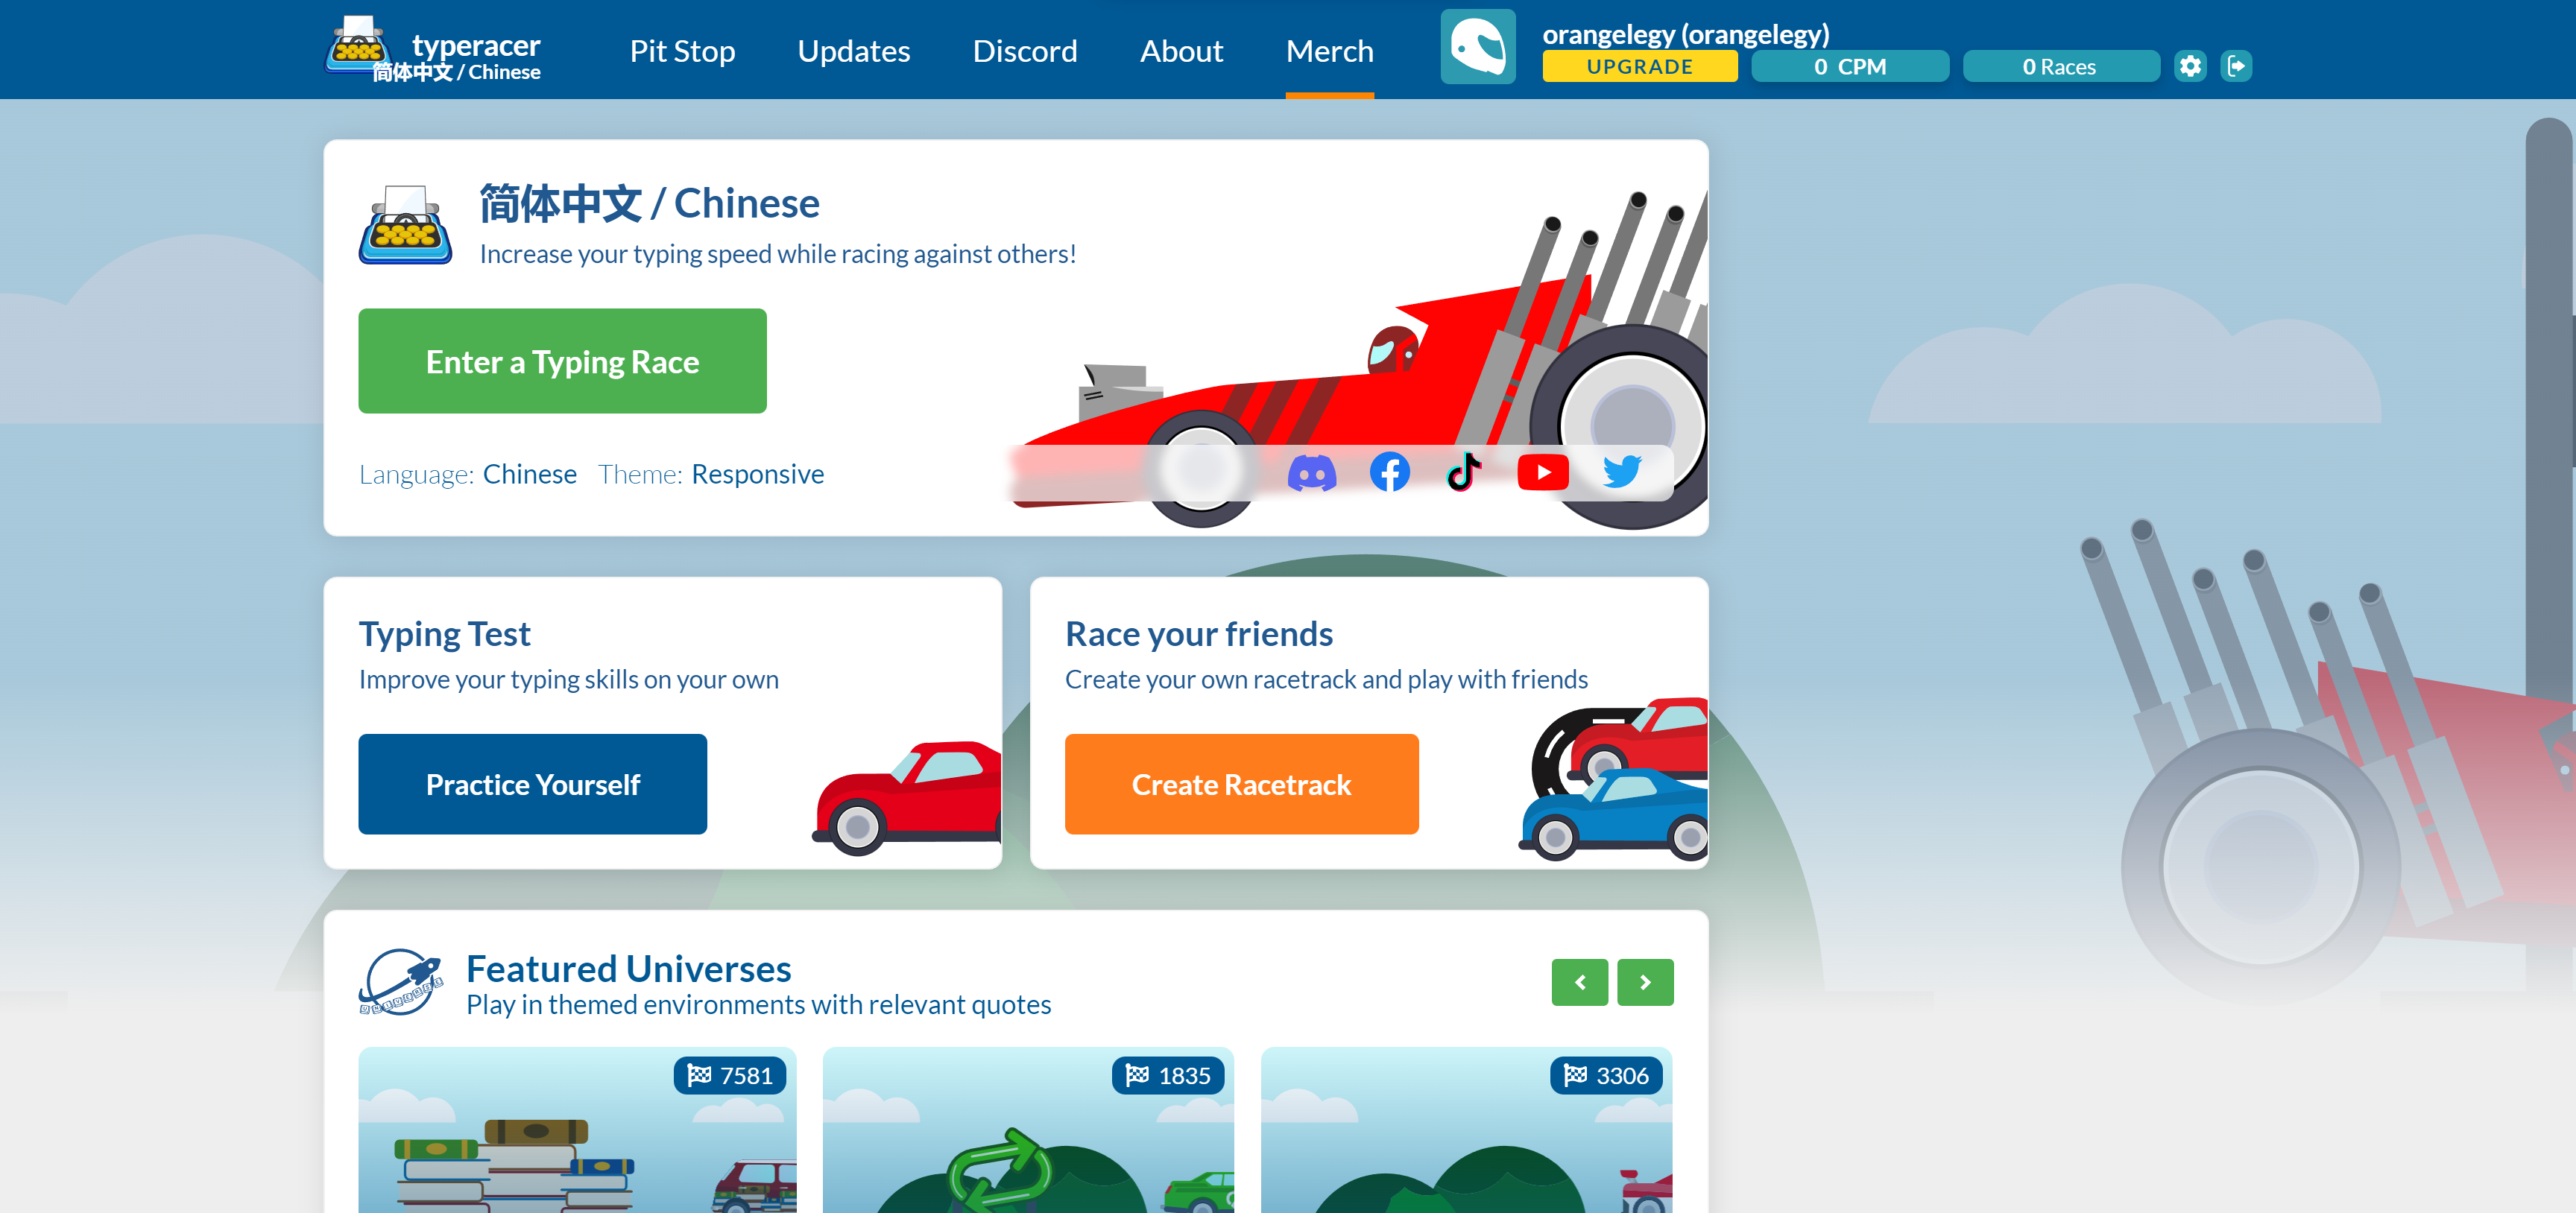 typeracer
简体中文 / Chinese
Pit Stop
Updates
Discord
About
Merch
orangelegy (orangelegy)
UPGRADE
0 CPM
0 Races
简体中文 / Chinese
Increase your typing speed while racing against others!
Enter a Typing Race
Language: Chinese Theme: Responsive
Typing Test
Improve your typing skills on your own
Practice Yourself
Race your friends
Create your own racetrack and play with friends
Create Racetrack
Featured Universes
Play in themed environments with relevant quotes
7581
1835
3306